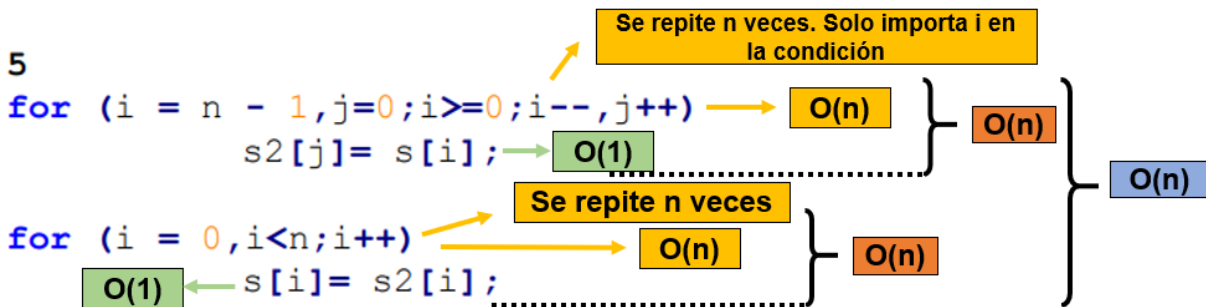 Se repite n veces. Solo importa i en
la condición
5
for (i = n - 1,j=0;i>=0;i--,j++)
O(n)
O(n)
s2[j]= s[i];
O(1)
O(n)
Se repite n veces
for (i = 0,i<n;i++)
O(n)
O(n)
O(1)
s[i]= s2[i];